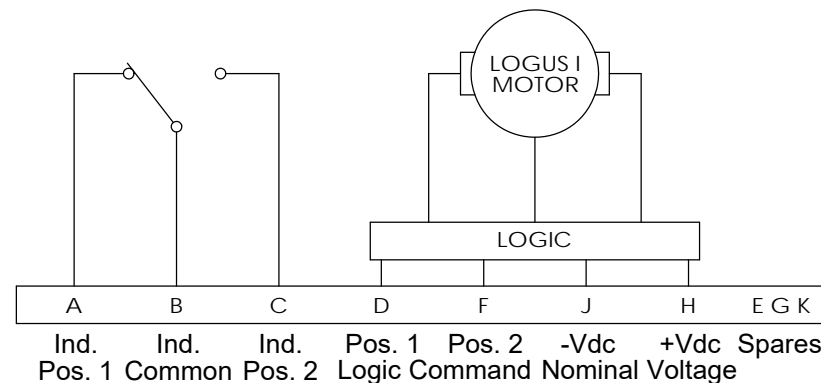 LOGUS I
MOTOR
LOGIC
A B C D F J H E G K
Ind. Ind. Ind. Pos. 1 Pos. 2 -Vdc +Vdc Spares
Pos. 1 Common Pos. 2 Logic Command Nominal Voltage